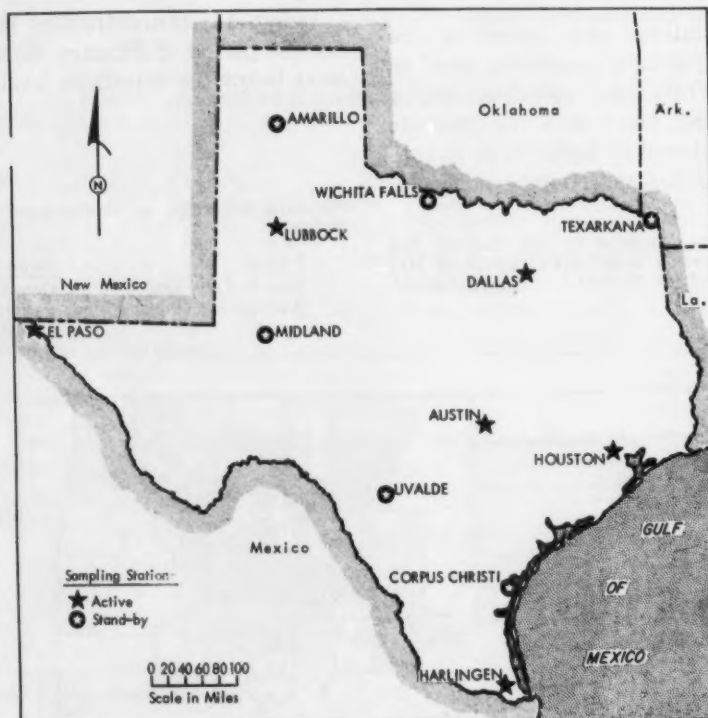 Oklahoma
Ark.
AMARILLO
WICHITA FALLS
TEXARKANA
N
LUBBOCK
DALLAS
New Mexico
La.
EL PASO
MIDLAND
AUSTIN
HOUSTON
UVALDE
GULF
Mexico
OF
CORPUS CHRISTI
MEXICO
Sampling Station
Active
Stand-by
0 20 40 60 80 100
Scale in Miles
HARLINGEN